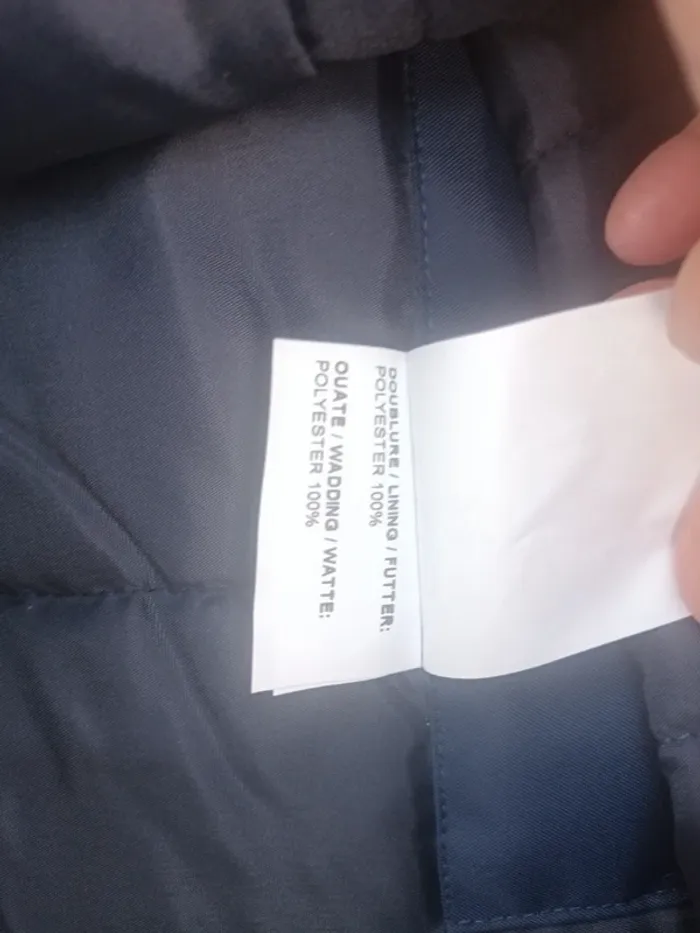 DOUBLURE / LINING / FUTTER:
POLYESTER 100%
OUATE / WADDING / WATTE:
POLYESTER 100%